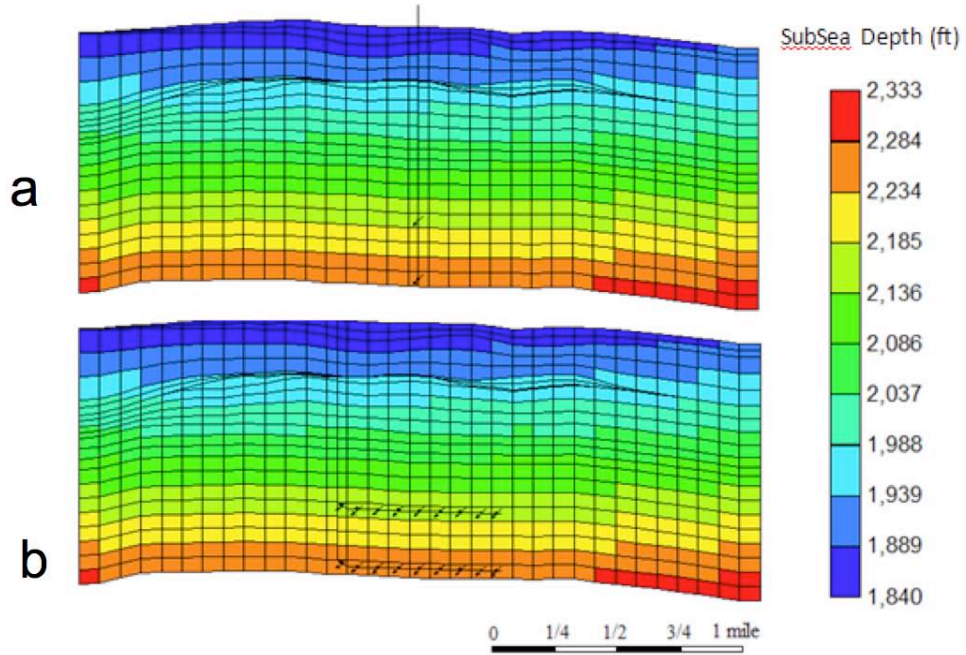 SubSea Depth (ft)
2,333
2,284
a
2,234
2,185
2,136
2,086
2,037
1,988
1,939
b
1,889
1,840
0 1/4 1/2 3/4 1 mile